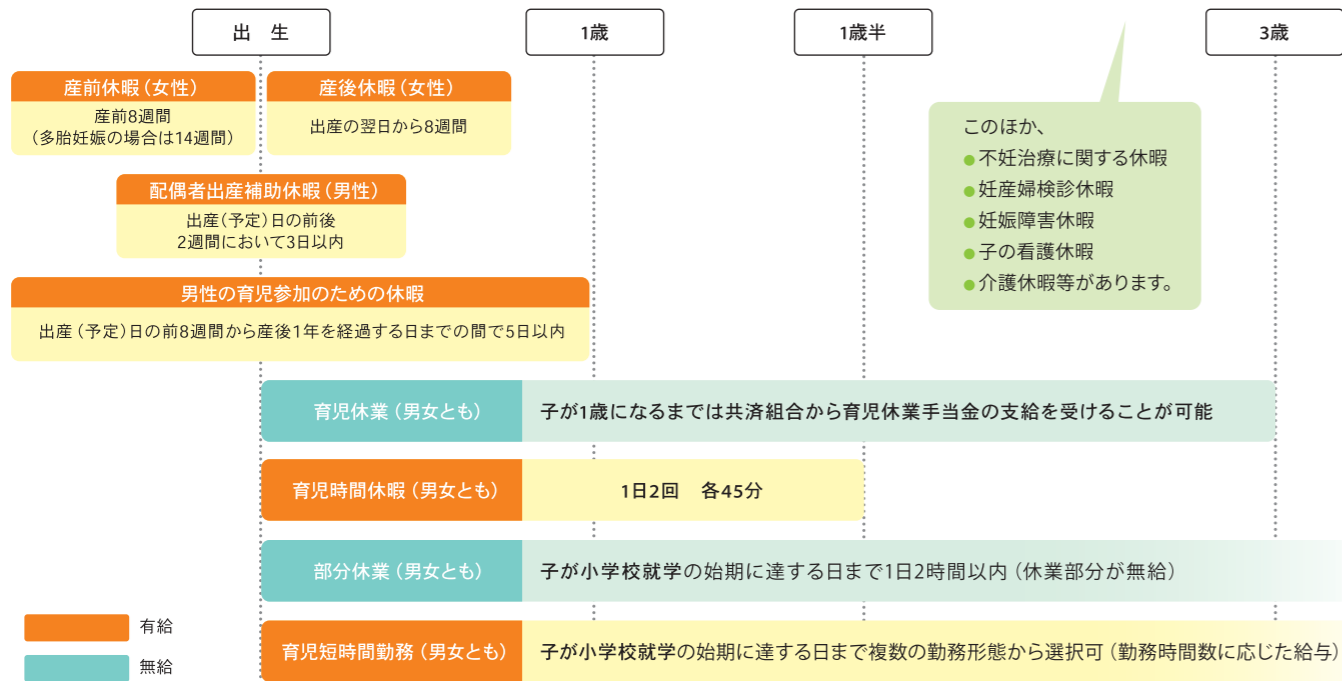 出 生
1歳
1歳半
3歳
産前休暇(女性)
産前8週間
(多胎妊娠の場合は14週間)
産後休暇(女性)
出産の翌日から8週間
配偶者出産補助休暇(男性)
出産(予定)日の前後
2週間において3日以内
男性の育児参加のための休暇
出産(予定)日の前8週間から産後1年を経過する日までの間で5日以内
このほか、
●不妊治療に関する休暇
●妊産婦検診休暇
●妊娠障害休暇
●子の看護休暇
●介護休暇等があります。
育児休業(男女とも)
子が1歳になるまでは共済組合から育児休業手当金の支給を受けることが可能
育児時間休暇(男女とも)
1日2回 各45分
部分休業(男女とも)
子が小学校就学の始期に達する日まで1日2時間以内(休業部分が無給)
育児短時間勤務(男女とも)
子が小学校就学の始期に達する日まで複数の勤務形態から選択可(勤務時間数に応じた給与)
有給
無給